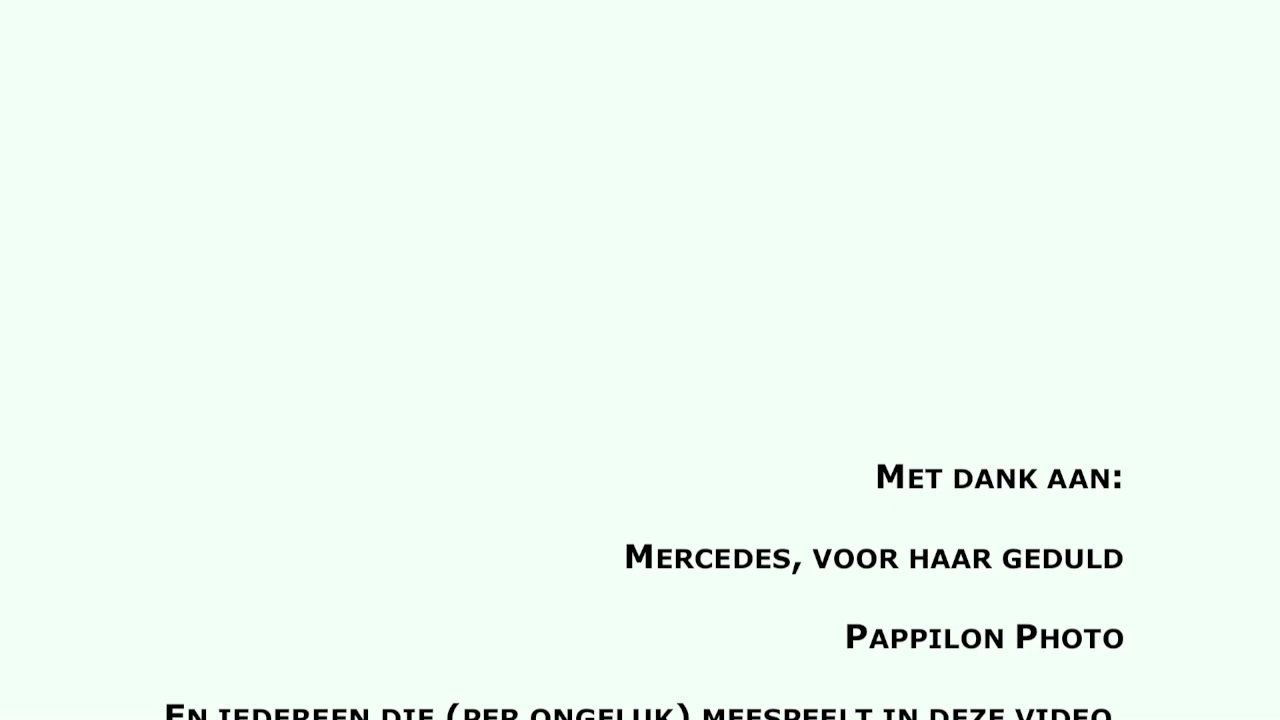 Met dank aan:
Mercedes, voor haar geduld
Pappilon Photo
En iedereen die (per ongeluk) meespeelt in deze video